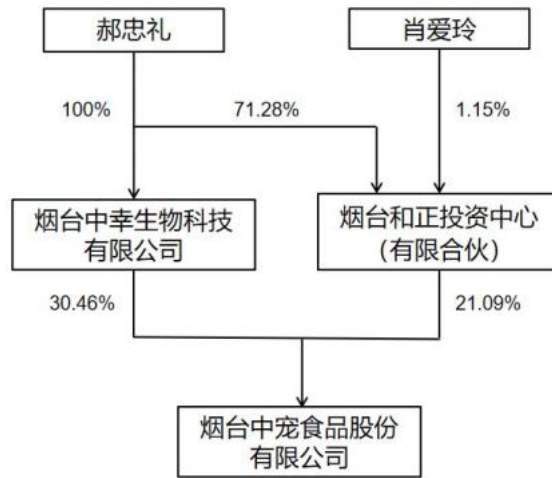 郝忠礼
肖爱玲
100%
71.28%
1.15%
烟台中幸生物科技
有限公司
烟台和正投资中心
（有限合伙）
30.46%
21.09%
烟台中宠食品股份
有限公司